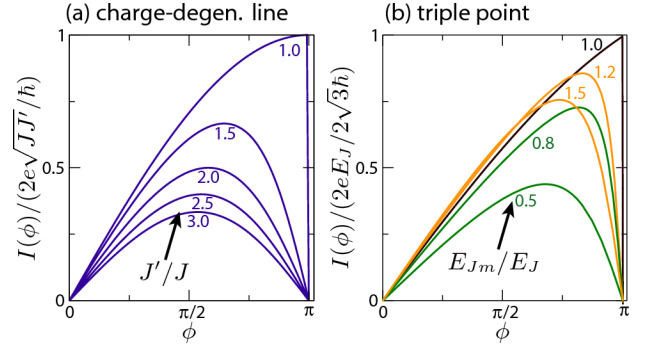 (a) charge-degen. line
I(ϕ)/(2e√JJ′/ħ)
1
0.5
0
1.0
1.5
2.0
2.5
3.0
J′/J
π/2
π
ϕ
(b) triple point
I(ϕ)/(2eE_J/2√3ħ)
1
0.5
0
1.0
1.2
1.5
0.8
0.5
E_Jm/E_J
0
π/2
π
ϕ